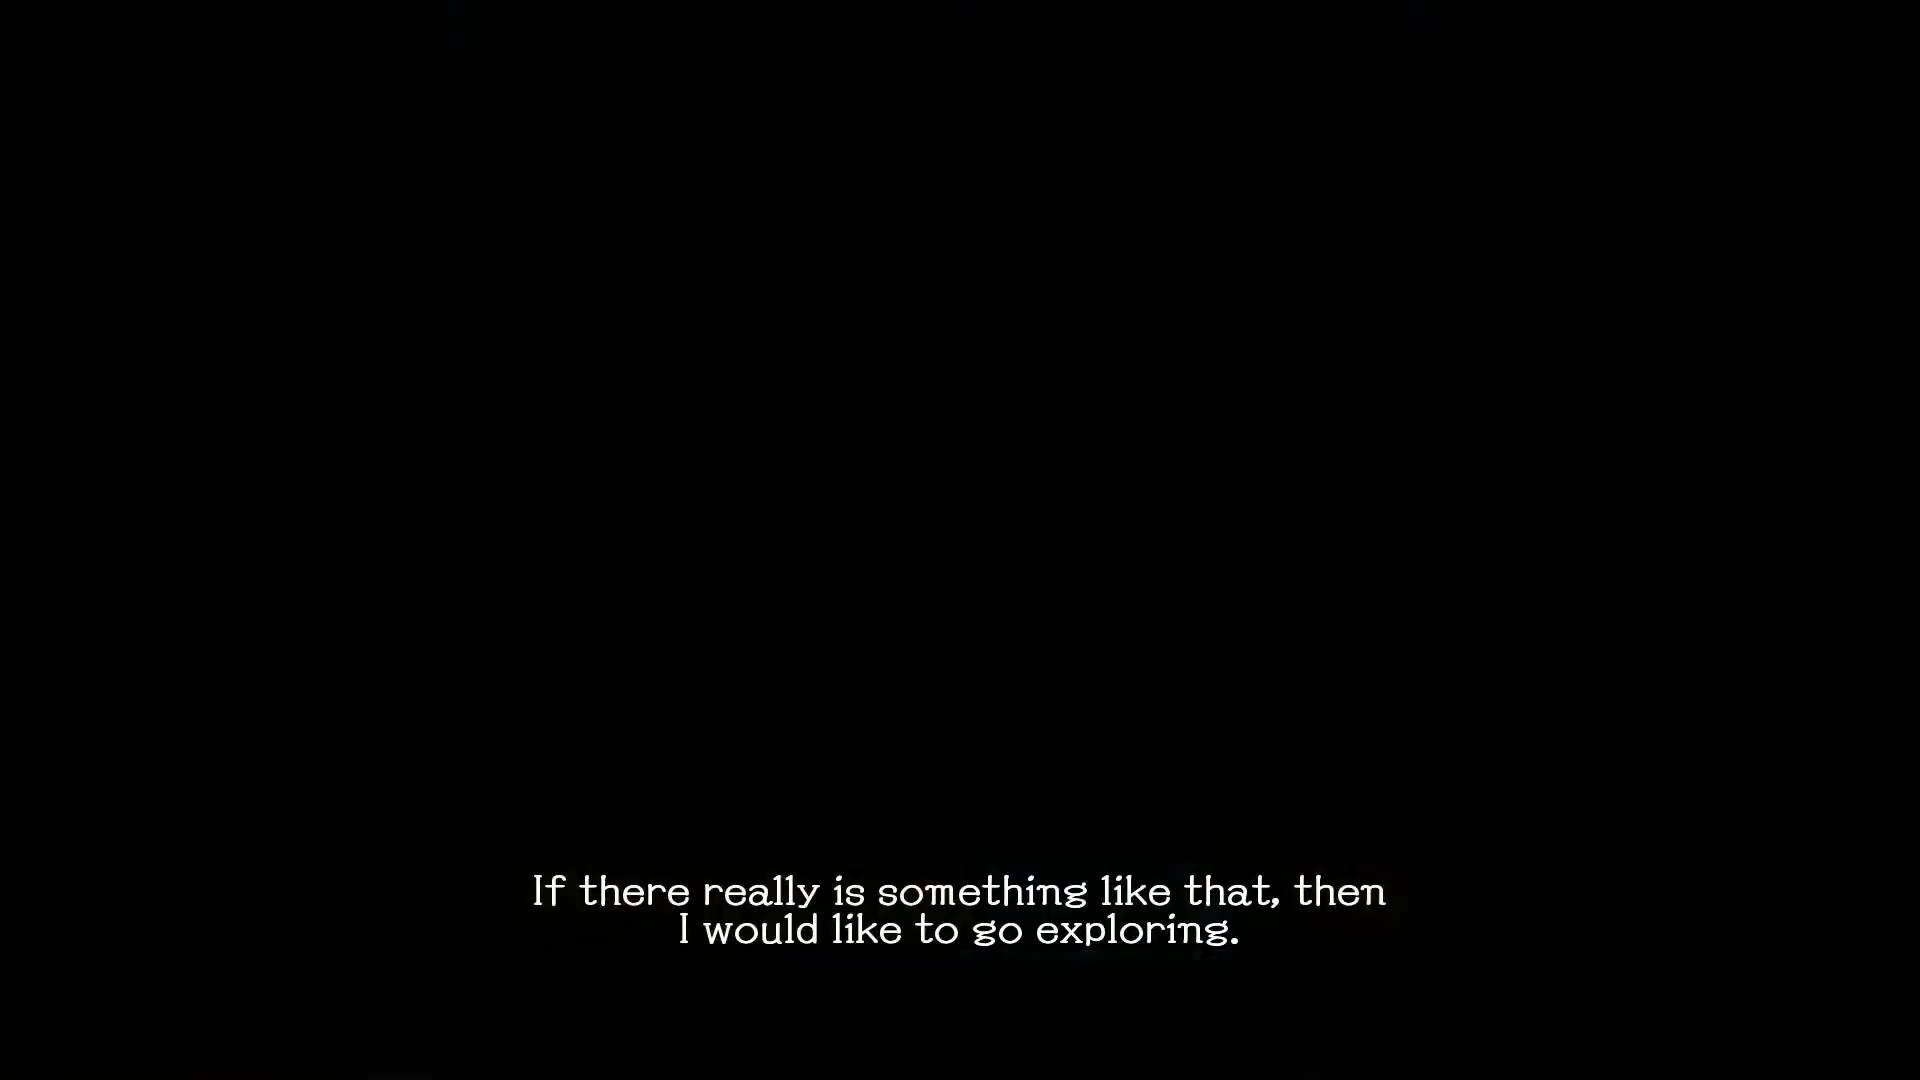 If there really is something like that, then
I would like to go exploring.